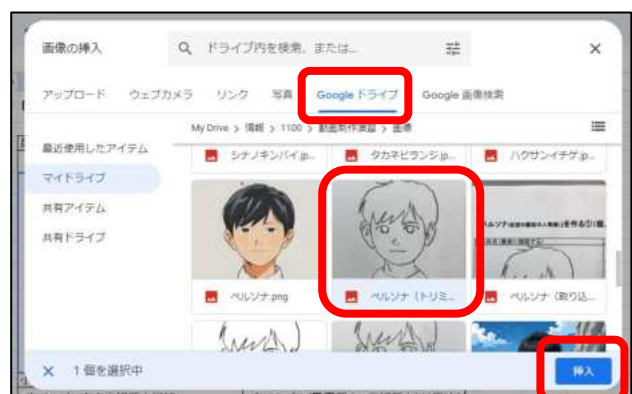 画像の挿入
ドライブ内を検索、または...
アップロード ウェブカメラ リンク 写真 Google ドライブ Google 画像検索
My Drive > 情報 > 1100 > 動画制作演習 > 画像
最近使用したアイテム
マイドライブ
共有アイテム
共有ドライブ
シナノキンバイ.jp... タカネビランジ.jp... ハクサンイチゲ.jp...
ペルソナ.png ペルソナ（トリミ... ペルソナ（取り込...
1 個を選択中
挿入